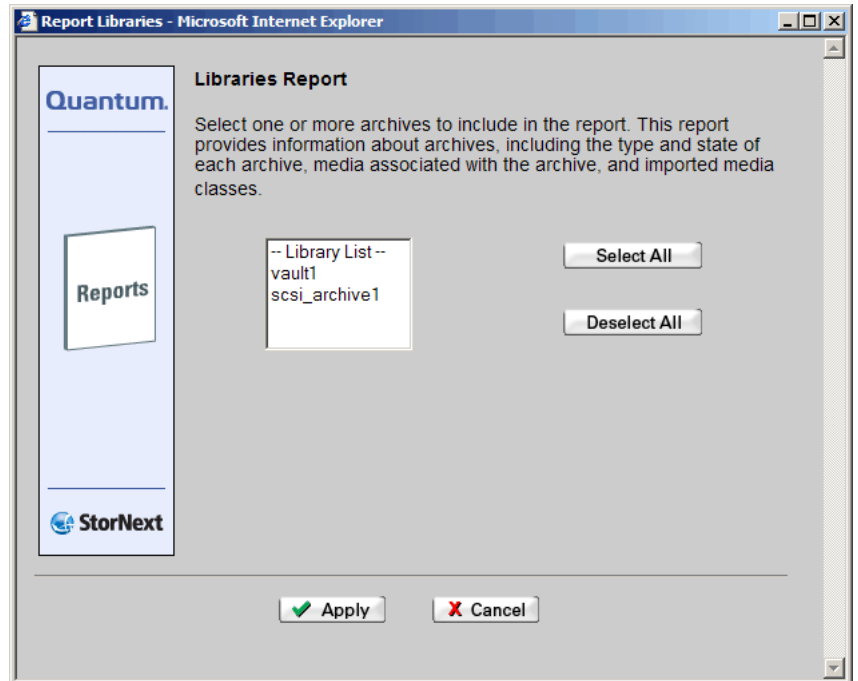 Report Libraries - Microsoft Internet Explorer
Quantum.
Libraries Report
Select one or more archives to include in the report. This report
provides information about archives, including the type and state of
each archive, media associated with the archive, and imported media
classes.
Reports
-- Library List --
vault1
scsi_archive1
Select All
Deselect All
StorNext
Apply
Cancel